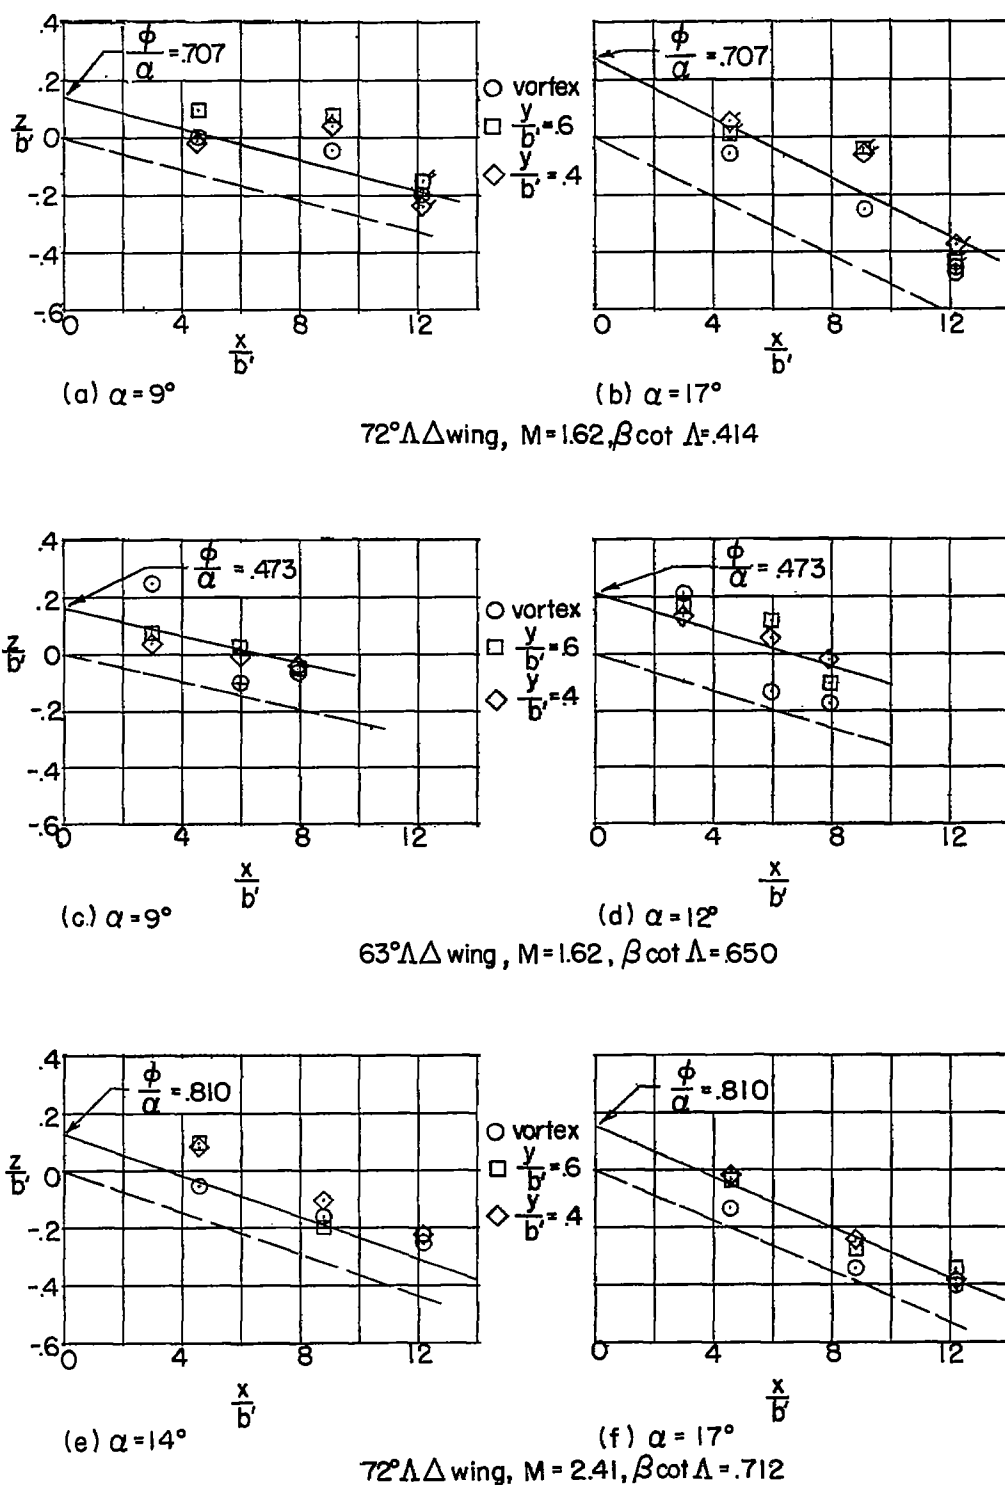 .4
.2
0
-.2
-.4
-.6
z/b'
ϕ/α = .707
0 4 8 12
x/b'
(a) α = 9°
○ vortex
□ y/b' = .6
◇ y/b' = .4
ϕ/α = .707
0 4 8 12
x/b'
(b) α = 17°
72° Λ Δ wing, M = 1.62, β cot Λ = .414
.4
.2
0
-.2
-.4
-.6
z/b'
ϕ/α = .473
0 4 8 12
x/b'
(c.) α = 9°
○ vortex
□ y/b' = .6
◇ y/b' = .4
ϕ/α = .473
0 4 8 12
x/b'
(d) α = 12°
63° Λ Δ wing, M = 1.62, β cot Λ = .650
.4
.2
0
-.2
-.4
-.6
z/b'
ϕ/α = .810
0 4 8 12
x/b'
(e) α = 14°
○ vortex
□ y/b' = .6
◇ y/b' = .4
ϕ/α = .810
0 4 8 12
x/b'
(f) α = 17°
72° Λ Δ wing, M = 2.41, β cot Λ = .712